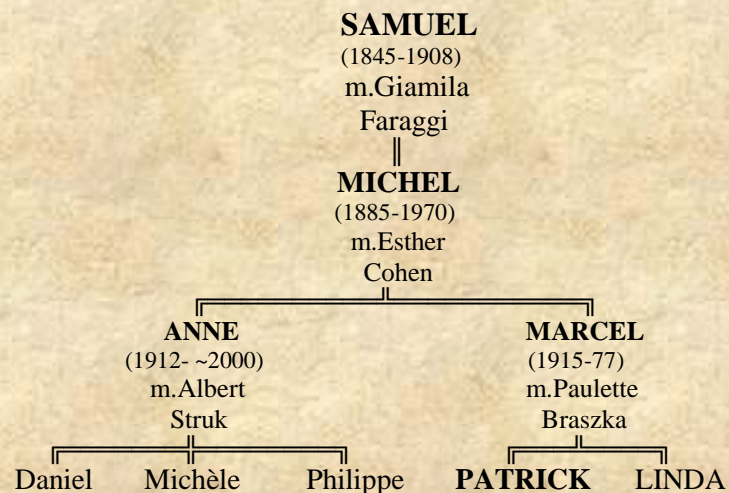 SAMUEL
(1845-1908)
m.Giamila
Faraggi
MICHEL
(1885-1970)
m.Esther
Cohen
ANNE MARCEL
(1912- ~2000) (1915-77)
m.Albert m.Paulette
Struk Braszka
Daniel Michèle Philippe PATRICK LINDA